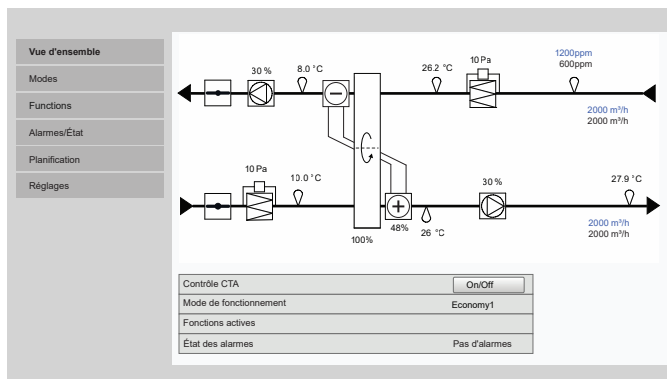 Vue d'ensemble
Modes
Functions
Alarmes/État
Planification
Réglages
30 %
8.0 °C
26.2 °C
10 Pa
1200ppm
600ppm
2000 m³/h
2000 m³/h
10 Pa
10.0 °C
100%
48%
26 °C
30 %
27.9 °C
2000 m³/h
2000 m³/h
Contrôle CTA On/Off
Mode de fonctionnement Economy1
Fonctions actives
État des alarmes Pas d'alarmes